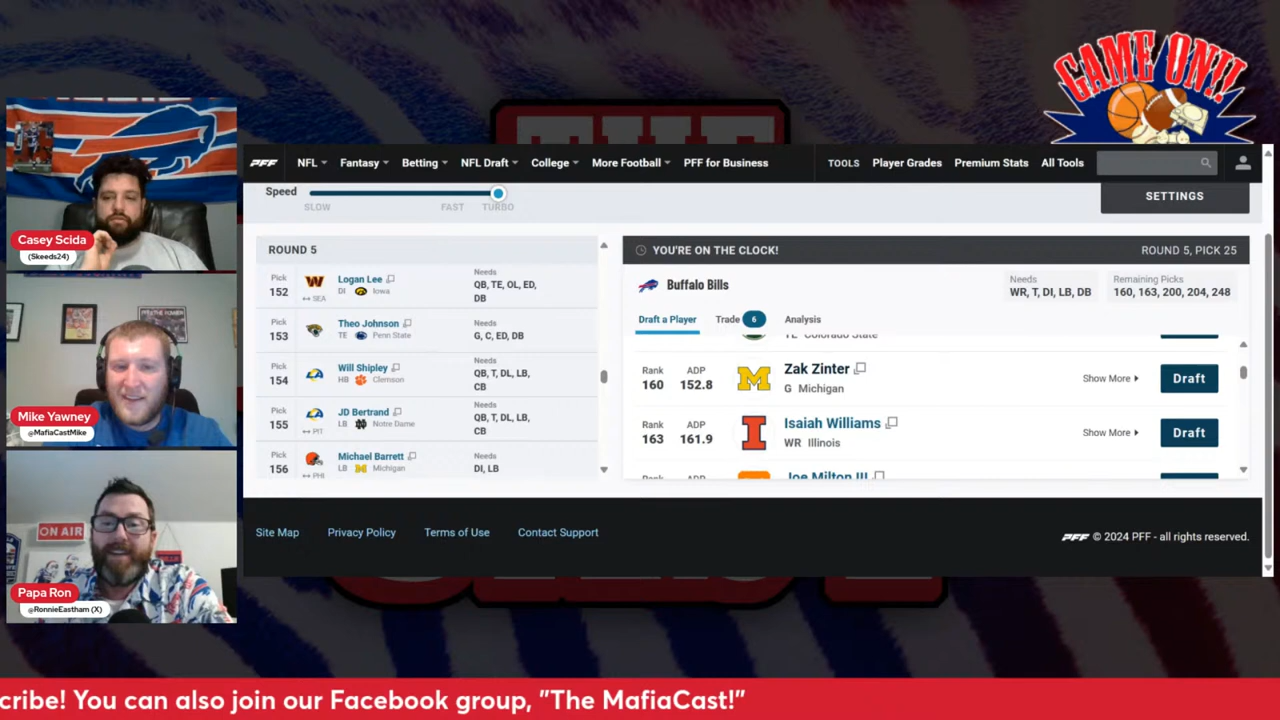 GAME ON!!
THE
PFF
NFL
Fantasy
Betting
NFL Draft
College
More Football
PFF for Business
TOOLS
Player Grades
Premium Stats
All Tools
Speed
SLOW
FAST
TURBO
SETTINGS
ROUND 5
Pick
152
↔ SEA
Logan Lee
DI Iowa
Needs
QB, TE, OL, ED,
DB
Pick
153
Theo Johnson
TE Penn State
Needs
G, C, ED, DB
Pick
154
Will Shipley
HB Clemson
Needs
QB, T, DL, LB,
CB
Pick
155
↔ PIT
JD Bertrand
LB Notre Dame
Needs
QB, T, DL, LB,
CB
Pick
156
↔ PHI
Michael Barrett
LB Michigan
Needs
DI, LB
YOU'RE ON THE CLOCK!
ROUND 5, PICK 25
Buffalo Bills
Needs
WR, T, DI, LB, DB
Remaining Picks
160, 163, 200, 204, 248
Draft a Player
Trade 6
Analysis
TE Colorado State
Rank
160
ADP
152.8
Zak Zinter
G Michigan
Show More
Draft
Rank
163
ADP
161.9
Isaiah Williams
WR Illinois
Show More
Draft
Rank
ADP
Joe Milton III
Site Map
Privacy Policy
Terms of Use
Contact Support
PFF © 2024 PFF - all rights reserved.
Casey Scida
(Skeeds24)
Mike Yawney
@MafiaCastMike
ON AIR
Papa Ron
@RonnieEastham (X)
cribe! You can also join our Facebook group, "The MafiaCast!"